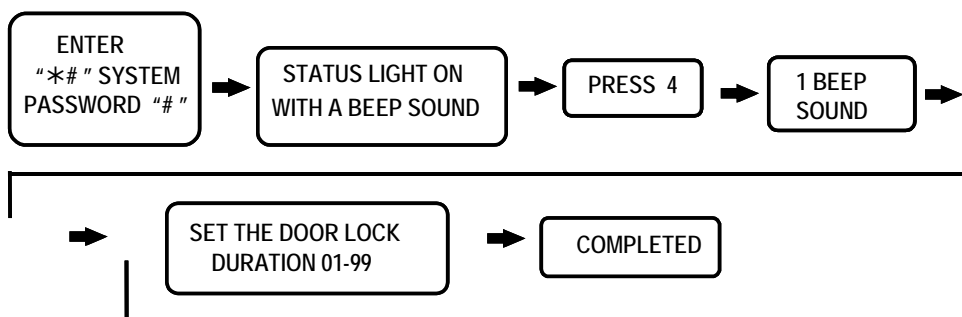 ENTER
“*#” SYSTEM
PASSWORD “#”
STATUS LIGHT ON
WITH A BEEP SOUND
PRESS 4
1 BEEP
SOUND
SET THE DOOR LOCK
DURATION 01-99
COMPLETED